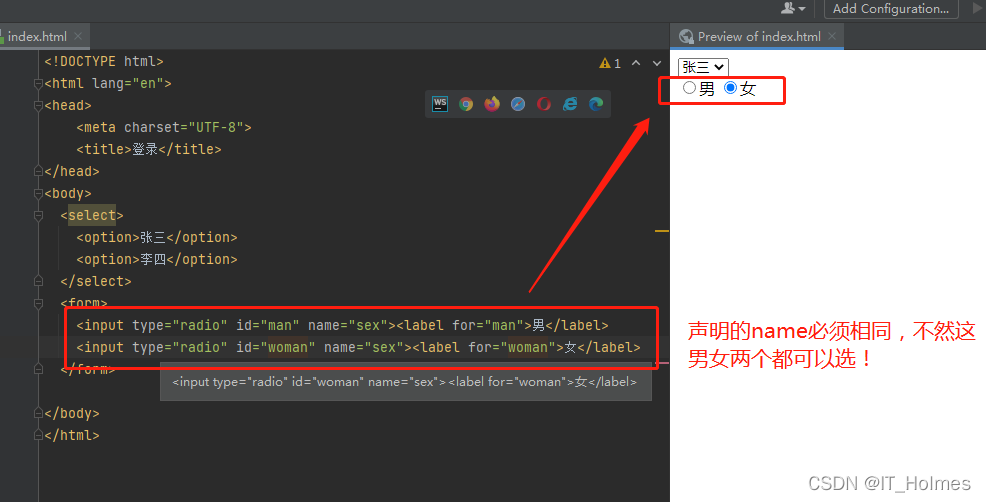 Add Configuration...
index.html
Preview of index.html
<!DOCTYPE html>
<html lang="en">
<head>
<meta charset="UTF-8">
<title>登录</title>
</head>
<body>
<select>
<option>张三</option>
<option>李四</option>
</select>
<form>
<input type="radio" id="man" name="sex"><label for="man">男</label>
<input type="radio" id="woman" name="sex"><label for="woman">女</label>
</form>
<input type="radio" id="woman" name="sex"><label for="woman">女</label>
</body>
</html>
1
WS
张三
男 女
声明的name必须相同，不然这
男女两个都可以选！
CSDN @IT_Holmes